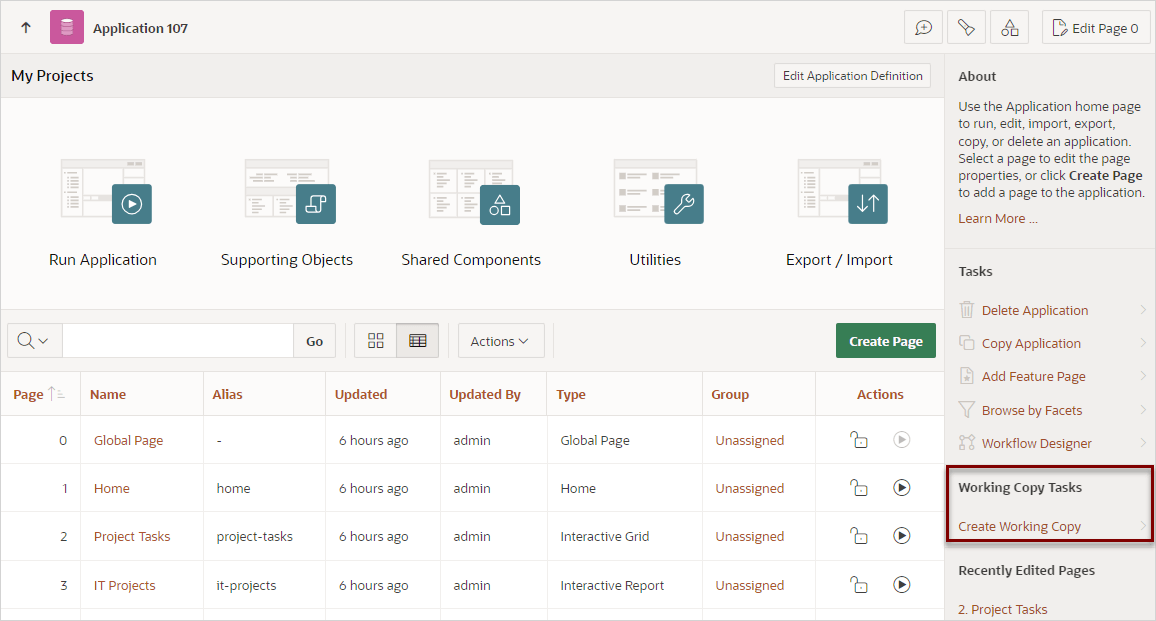 Application 107
Edit Page 0
My Projects
Edit Application Definition
Run Application
Supporting Objects
Shared Components
Utilities
Export / Import
Go
Actions
Create Page
Page Name Alias Updated Updated By Type Group Actions
0 Global Page - 6 hours ago admin Global Page Unassigned
1 Home home 6 hours ago admin Home Unassigned
2 Project Tasks project-tasks 6 hours ago admin Interactive Grid Unassigned
3 IT Projects it-projects 6 hours ago admin Interactive Report Unassigned
About
Use the Application home page
to run, edit, import, export,
copy, or delete an application.
Select a page to edit the page
properties, or click Create Page
to add a page to the application.
Learn More ...
Tasks
Delete Application
Copy Application
Add Feature Page
Browse by Facets
Workflow Designer
Working Copy Tasks
Create Working Copy
Recently Edited Pages
2. Project Tasks